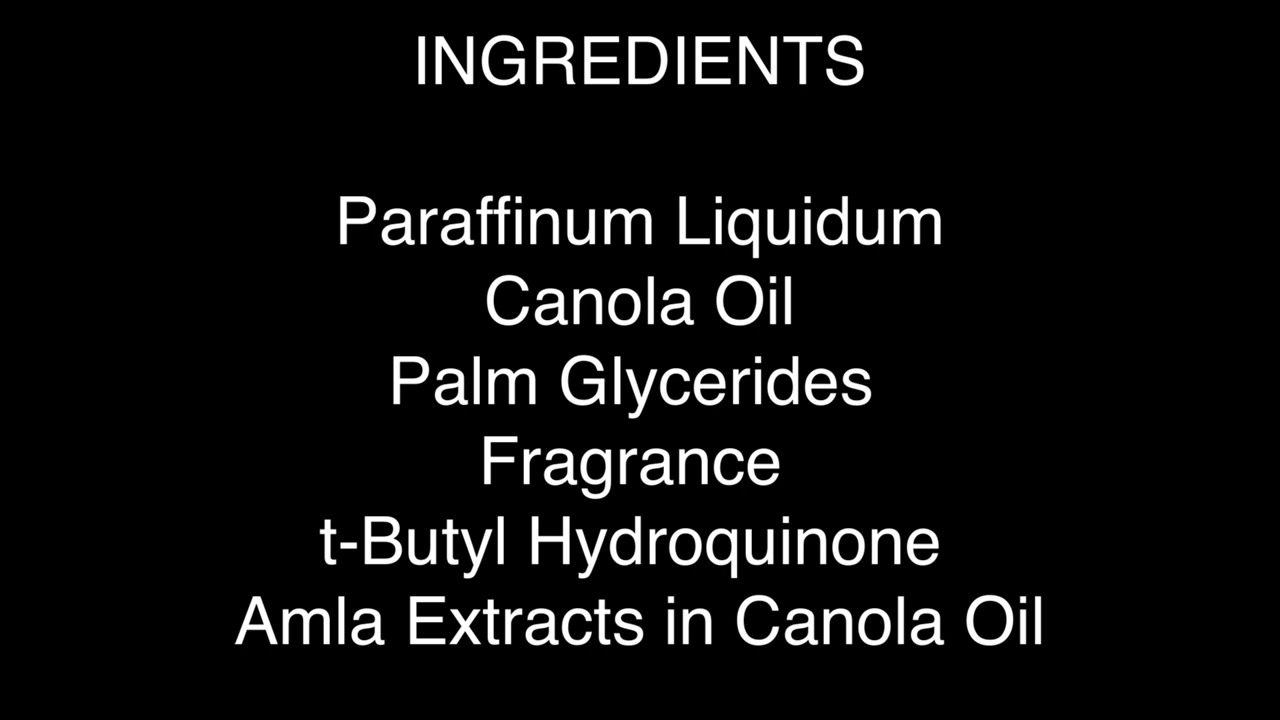 INGREDIENTS
Paraffinum Liquidum
Canola Oil
Palm Glycerides
Fragrance
t-Butyl Hydroquinone
Amla Extracts in Canola Oil